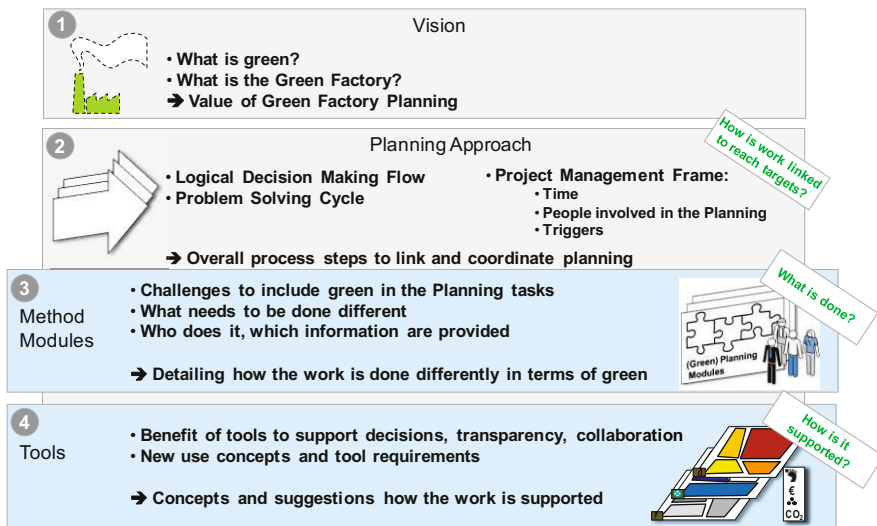 1
Vision
• What is green?
• What is the Green Factory?
➔ Value of Green Factory Planning
2
Planning Approach
How is work linked
to reach targets?
• Logical Decision Making Flow
• Problem Solving Cycle
• Project Management Frame:
• Time
• People involved in the Planning
• Triggers
➔ Overall process steps to link and coordinate planning
3
Method
Modules
• Challenges to include green in the Planning tasks
• What needs to be done different
• Who does it, which information are provided
➔ Detailing how the work is done differently in terms of green
What is done?
(Green) Planning
Modules
4
Tools
• Benefit of tools to support decisions, transparency, collaboration
• New use concepts and tool requirements
➔ Concepts and suggestions how the work is supported
How is it
supported?
€
CO₂